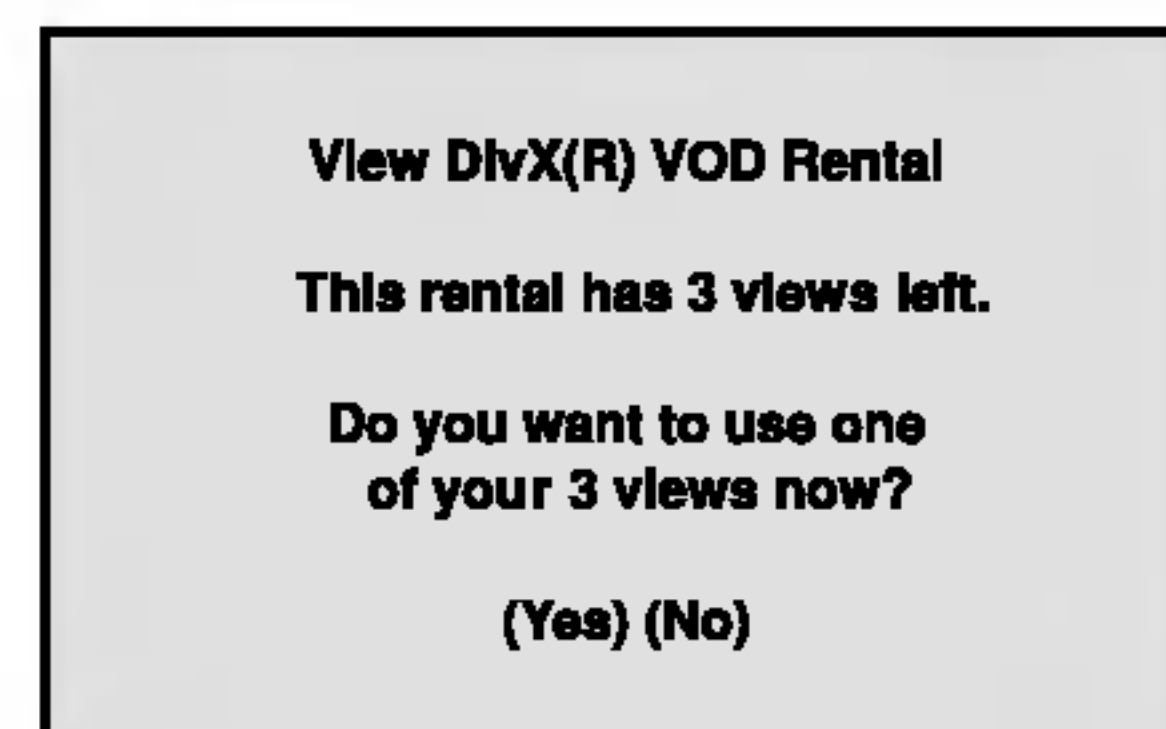 View DivX(R) VOD Rental
This rental has 3 views left.
Do you want to use one
of your 3 views now?
(Yes) (No)